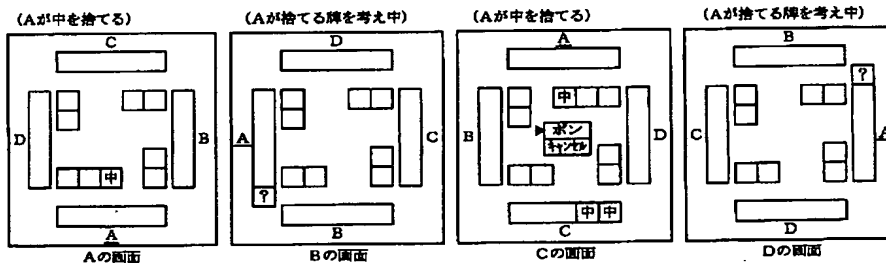 (Aが中を捨てる)
C
D
B
中
A
Aの画面
(Aが捨てる牌を考え中)
D
A
C
?
B
Bの画面
(Aが中を捨てる)
A
中
B
D
ポン
キャンセル
中 中
C
Cの画面
(Aが捨てる牌を考え中)
B
?
C
A
D
Dの画面